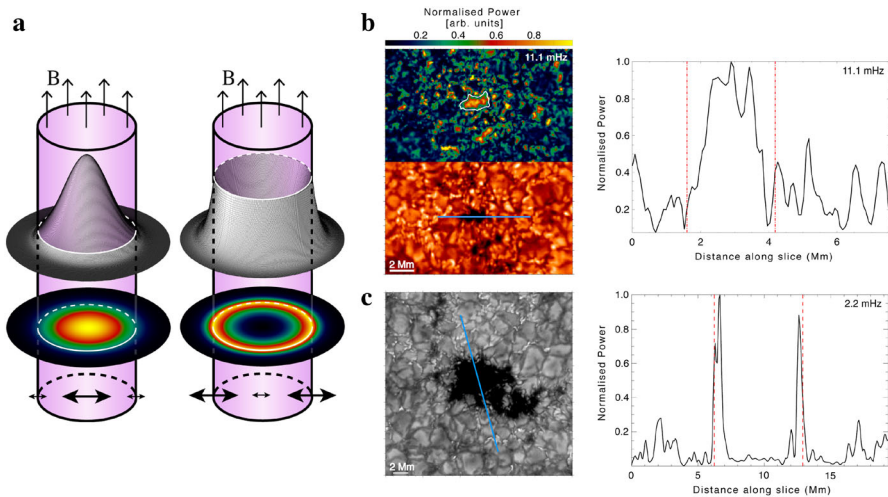 a
B
B
b
Normalised Power
[arb. units]
0.2 0.4 0.6 0.8
11.1 mHz
2 Mm
1.0
0.8
0.6
0.4
0.2
Normalised Power
11.1 mHz
0 2 4 6
Distance along slice (Mm)
c
2 Mm
1.0
0.8
0.6
0.4
0.2
Normalised Power
2.2 mHz
0 5 10 15
Distance along slice (Mm)